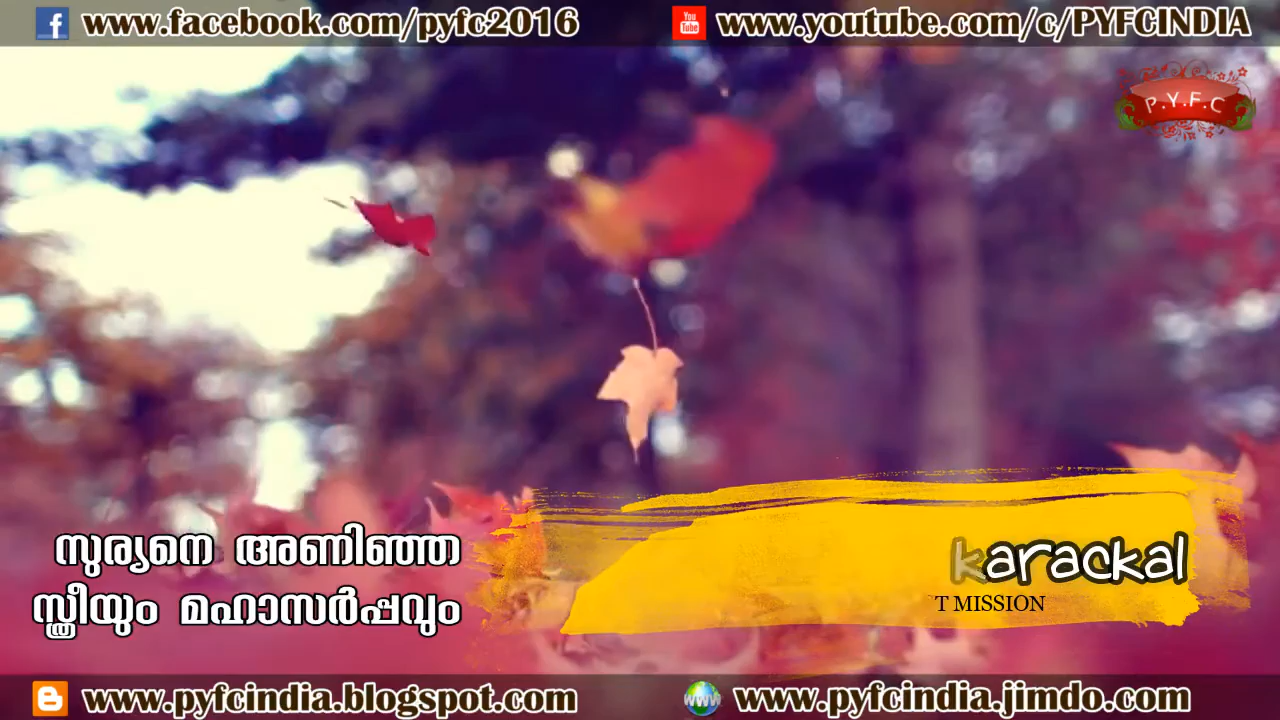 www.facebook.com/pyfc2016
www.youtube.com/c/PYFCINDIA
P.Y.F.C
സുര്യനെ അണിഞ്ഞ
സ്ത്രീയും മഹാസർപ്പവും
karackal
T MISSION
www.pyfcindia.blogspot.com
www.pyfcindia.jimdo.com